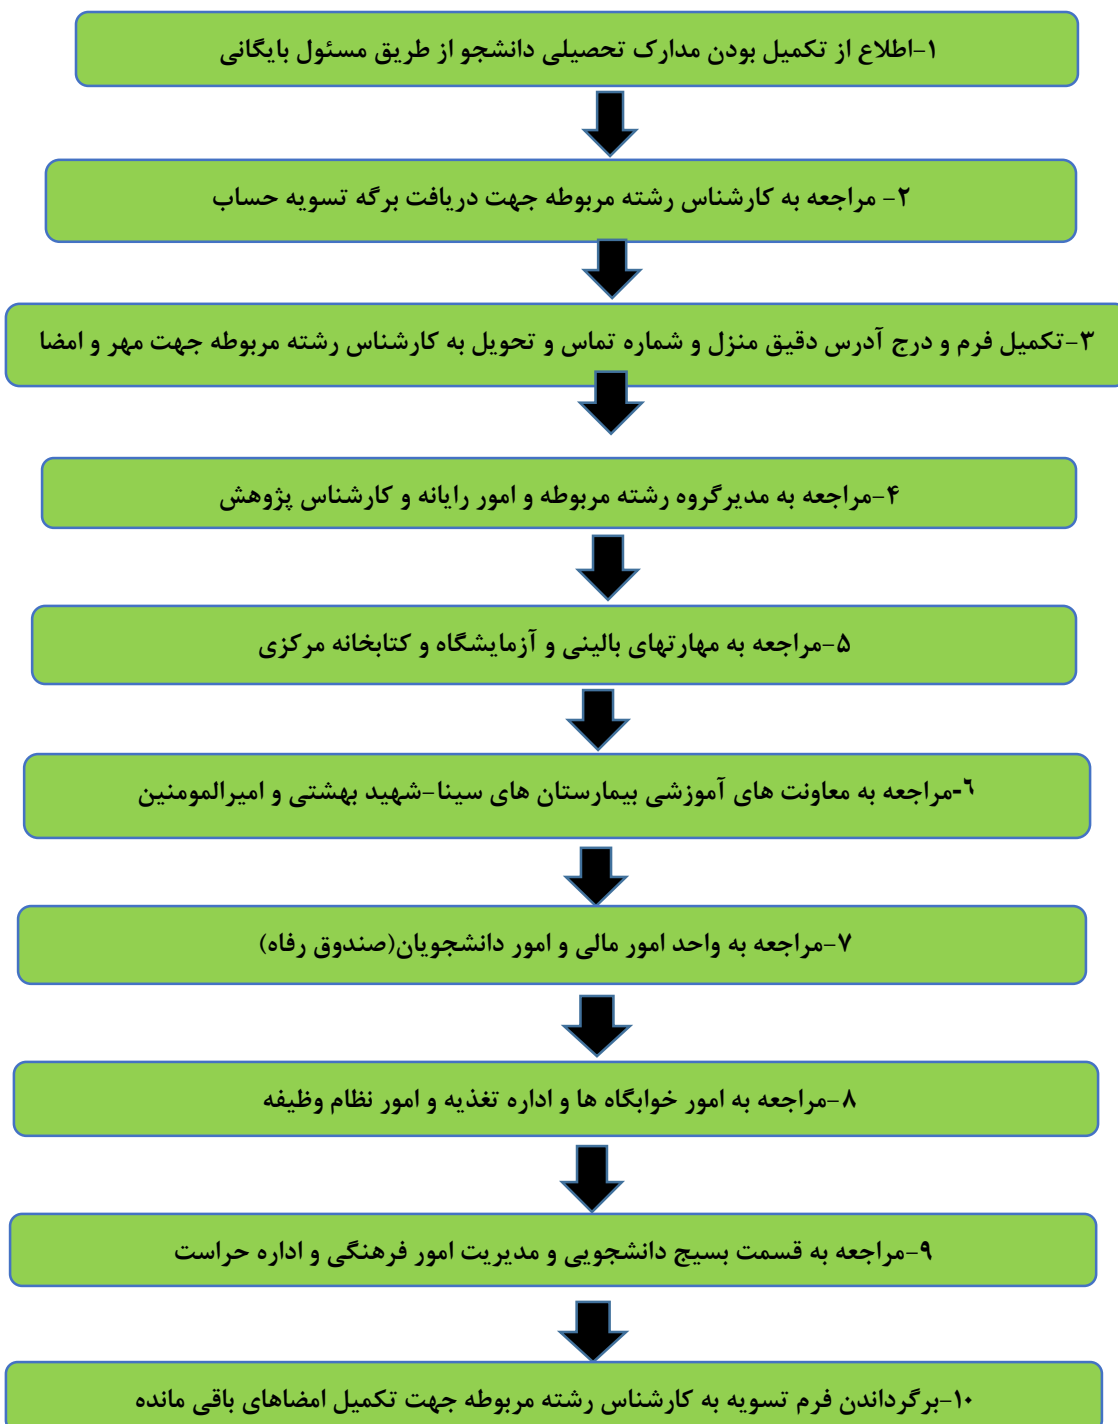 ۱-اطلاع از تکمیل بودن مدارک تحصیلی دانشجو از طریق مسئول بایگانی
۲- مراجعه به کارشناس رشته مربوطه جهت دریافت برگه تسویه حساب
۳-تکمیل فرم و درج آدرس دقیق منزل و شماره تماس و تحویل به کارشناس رشته مربوطه جهت مهر و امضا
۴-مراجعه به مدیرگروه رشته مربوطه و امور رایانه و کارشناس پژوهش
۵-مراجعه به مهارتهای بالینی و آزمایشگاه و کتابخانه مرکزی
٦-مراجعه به معاونت های آموزشی بیمارستان های سینا-شهید بهشتی و امیرالمومنین
۷-مراجعه به واحد امور مالی و امور دانشجویان(صندوق رفاه)
۸-مراجعه به امور خوابگاه ها و اداره تغذیه و امور نظام وظیفه
۹-مراجعه به قسمت بسیج دانشجویی و مدیریت امور فرهنگی و اداره حراست
۱۰-برگرداندن فرم تسویه به کارشناس رشته مربوطه جهت تکمیل امضاهای باقی مانده